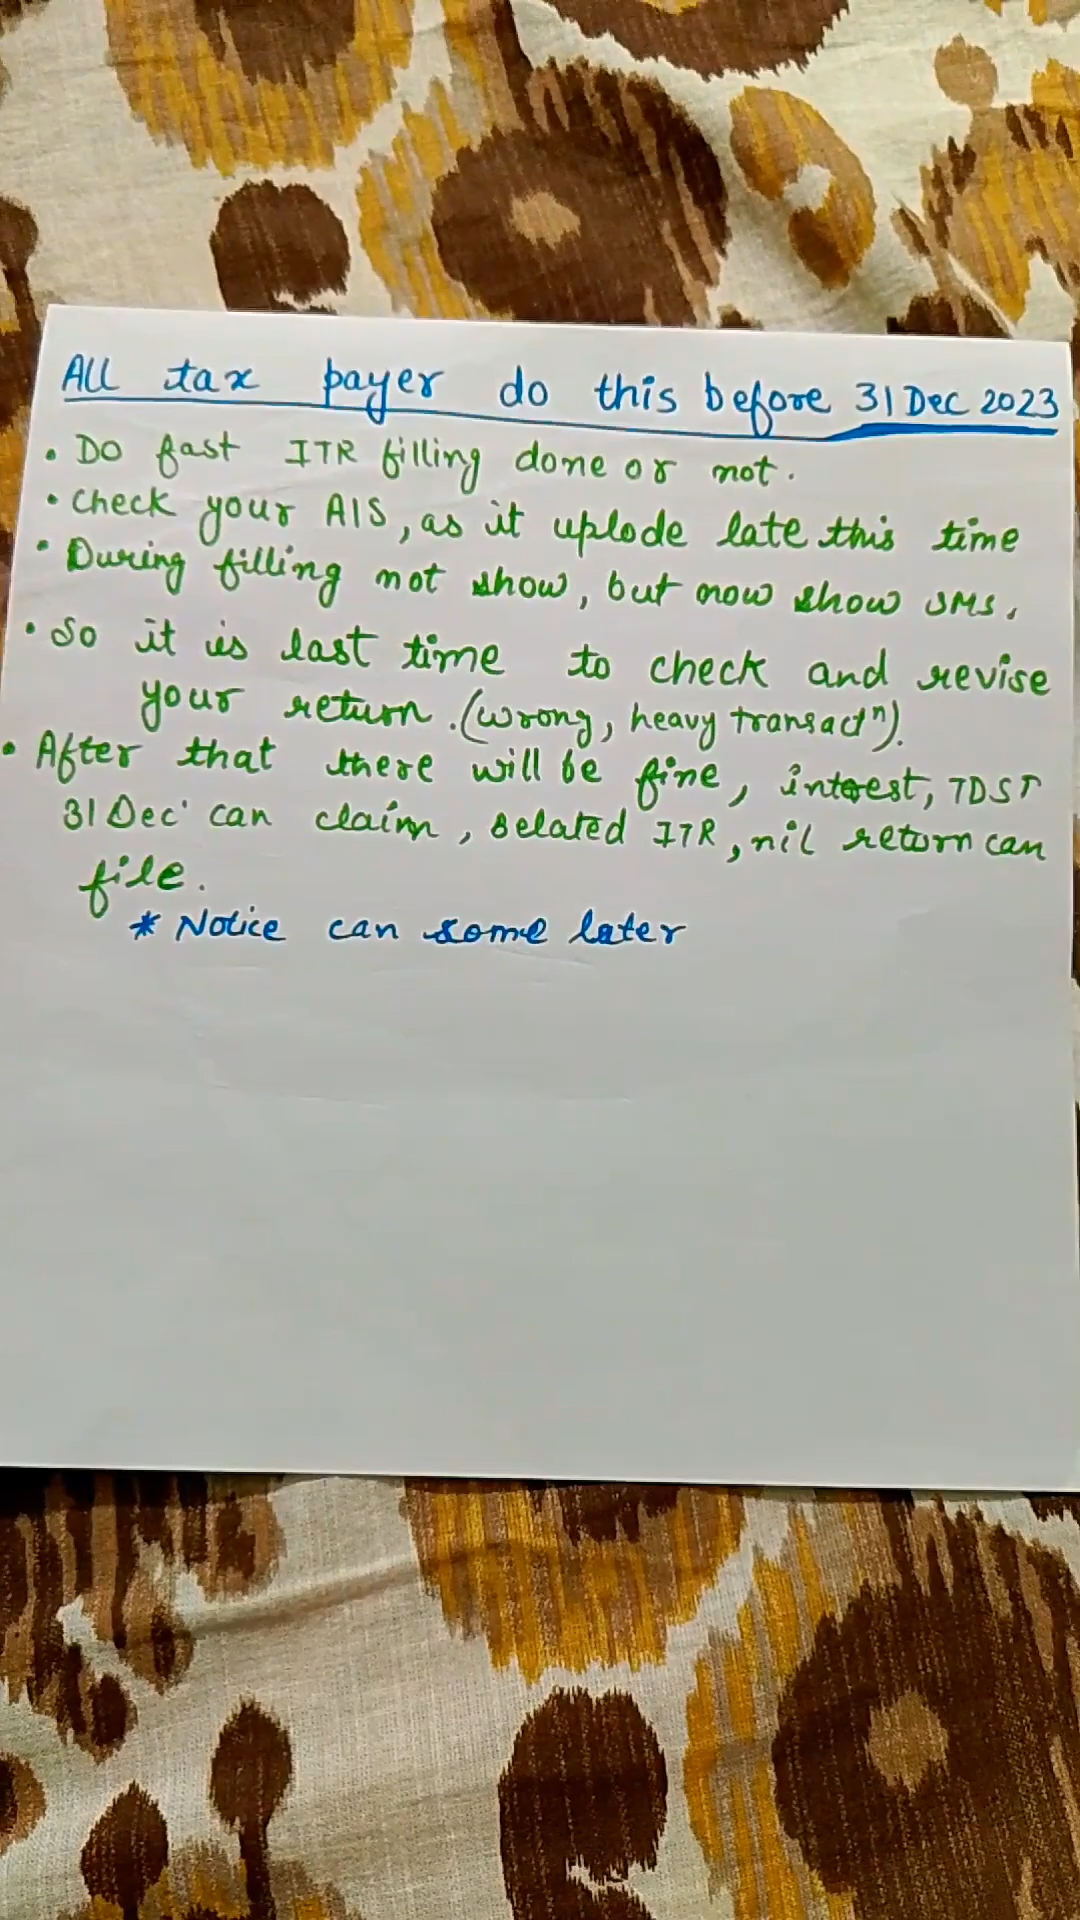 All tax payer do this before 31 Dec 2023
• Do fast ITR filling done or not.
• Check your AIS, as it uplode late this time
• During filling not show, but now show SMS.
• So it is last time to check and revise
your return. (wrong, heavy transactⁿ).
• After that there will be fine, interest, TDS↑
31 Dec' can claim, belated ITR, nil return can
file.
* Notice can some later